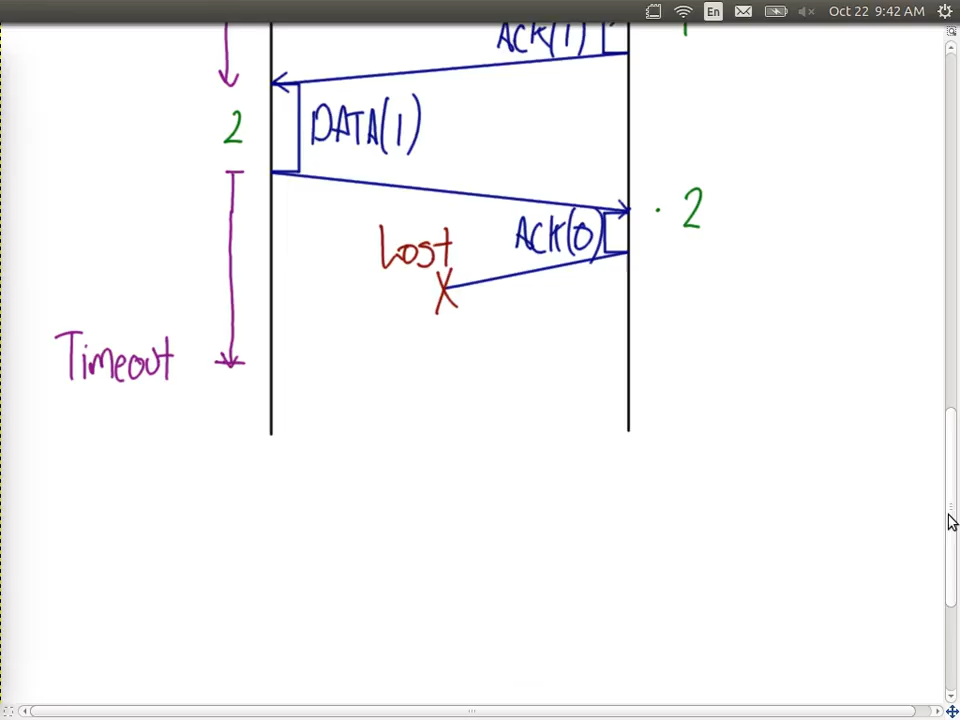 En
Oct 22 9:42 AM
ACK(1)
2
DATA(1)
2
Lost
ACK(0)
X
Timeout